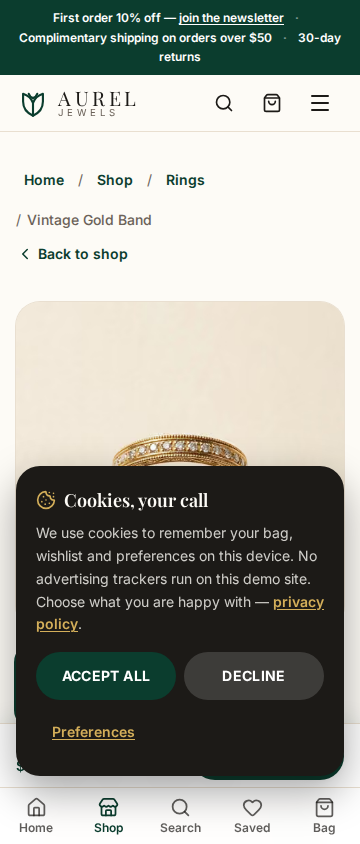 First order 10% off — join the newsletter ·
Complimentary shipping on orders over $50 · 30-day
returns
AUREL
JEWELS
Home / Shop / Rings
/ Vintage Gold Band
Back to shop
Cookies, your call
We use cookies to remember your bag,
wishlist and preferences on this device. No
advertising trackers run on this demo site.
Choose what you are happy with — privacy
policy.
ACCEPT ALL DECLINE
Preferences
Home Shop Search Saved Bag